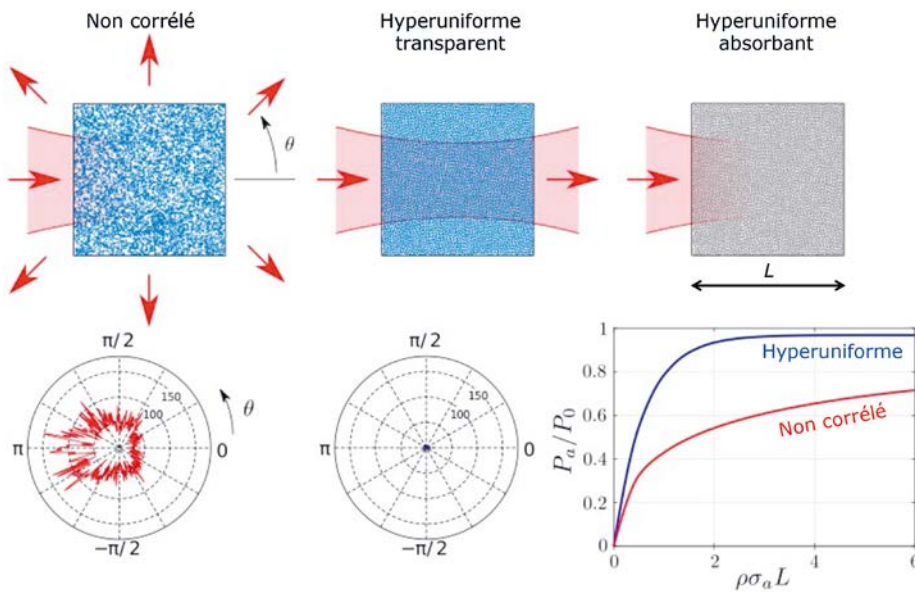 Non corrélé
Hyperuniforme
transparent
Hyperuniforme
absorbant
θ
L
π/2
150
100
θ
π
0
−π/2
π/2
150
100
π
0
−π/2
1
0.8
0.6
0.4
0.2
0
P_a/P_0
Hyperuniforme
Non corrélé
0
2
4
6
ρσ_aL